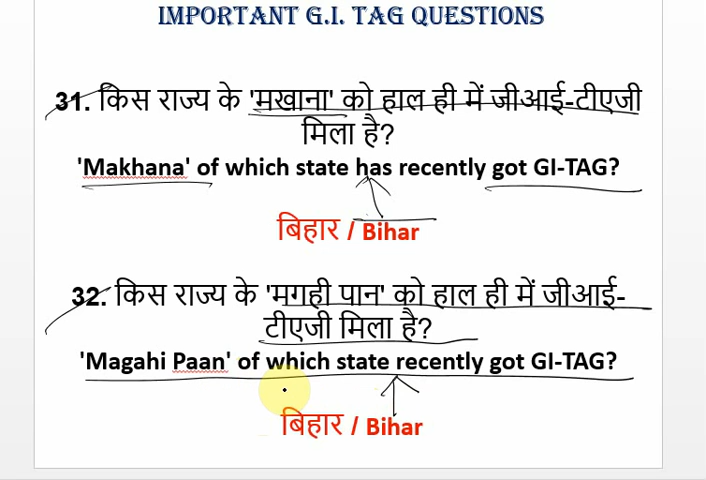 IMPORTANT G.I. TAG QUESTIONS
31. किस राज्य के 'मखाना' को हाल ही में जीआई-टीएजी
मिला है?
'Makhana' of which state has recently got GI-TAG?
बिहार / Bihar
32. किस राज्य के 'मगही पान' को हाल ही में जीआई-
टीएजी मिला है?
'Magahi Paan' of which state recently got GI-TAG?
बिहार / Bihar